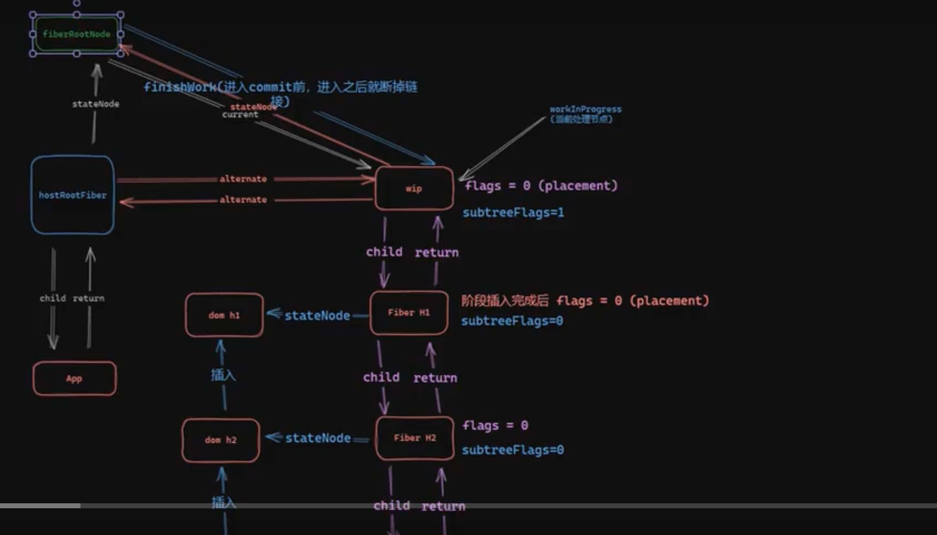 fiberRootNode
finishWork(进入commit前，进入之后就断掉链
接)
stateNode
current
stateNode
workInProgress
(当前处理节点)
hostRootFiber
alternate
alternate
wip
flags = 0 (placement)
subtreeFlags=1
child return
child return
dom h1
stateNode
Fiber H1
阶段插入完成后 flags = 0 (placement)
subtreeFlags=0
App
插入
child return
dom h2
stateNode
Fiber H2
flags = 0
subtreeFlags=0
插入
child return